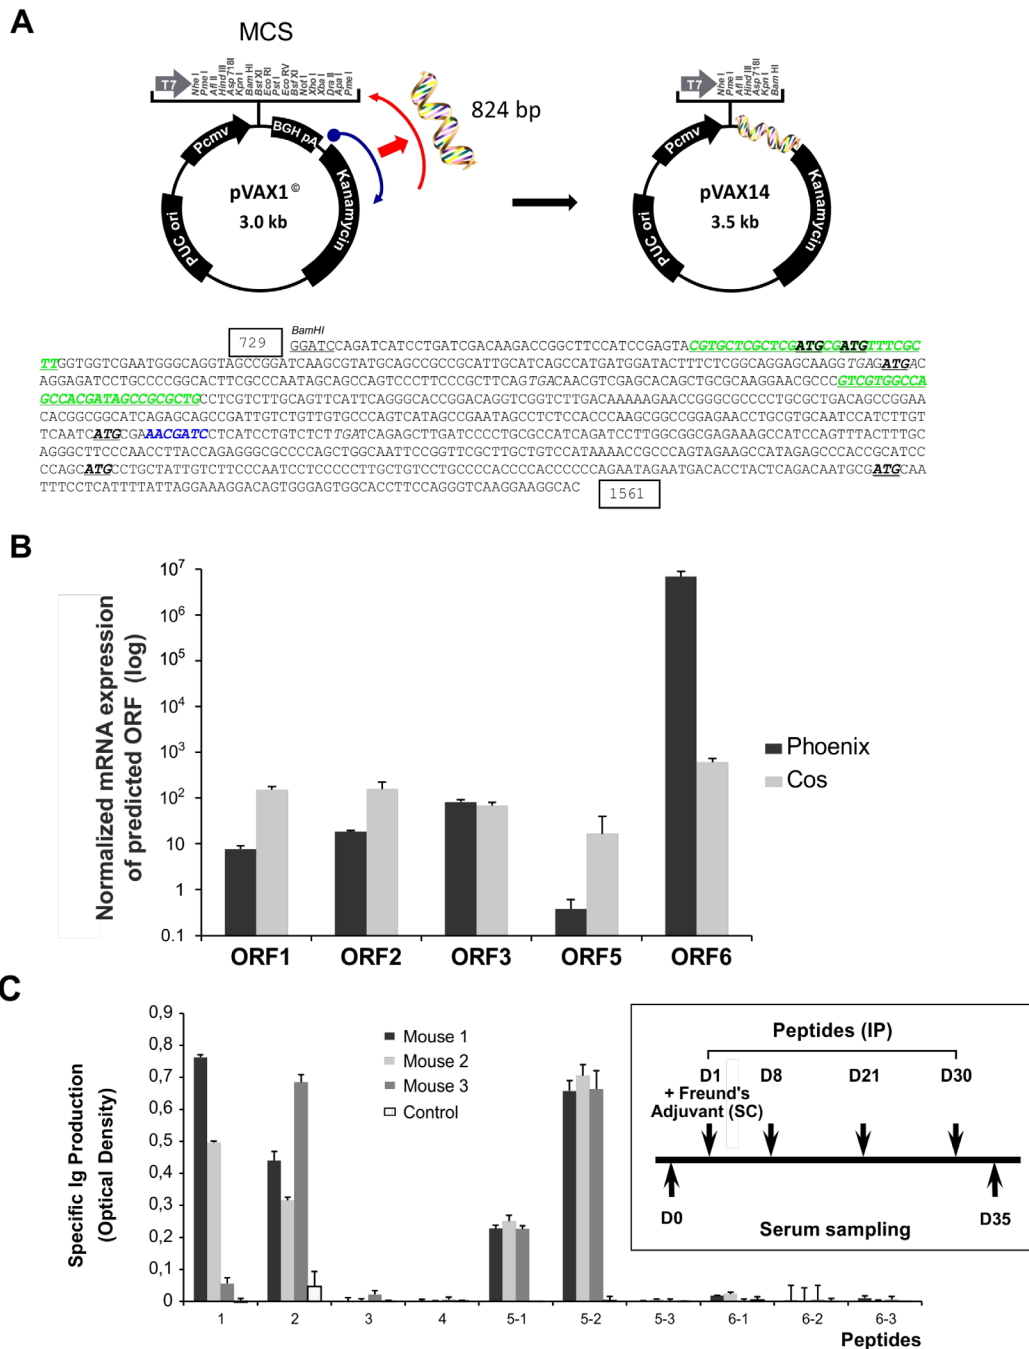 A
MCS
T7
Nhe I
Pme I
Afl II
Hind III
Asp 718I
Kpn I
Bam HI
Bst XI
Eco RI
Pst I
Eco RV
Bsf XI
Not I
Xho I
Xba I
Dra II
Apa I
Pme I
824 bp
T7
Nhe I
Pme I
Afl II
Hind III
Asp 718I
Kpn I
Bam HI
Pcmv
BGH pA
Kanamycin
PUC ori
pVAX1©
3.0 kb
Pcmv
Kanamycin
PUC ori
pVAX14
3.5 kb
729
BamHI
GGATCCAGATCATCCTGATCGACAAGACCGGCTTCCATCCGAGTACGTGCTCGCTCGATGCGATGTTTCGC
TTGGTGGTCGAATGGGCAGGTAGCCGGATCAAGCGTATGCAGCCGCCGCATTGCATCAGCCATGATGGATACTTTCTCGGCAGGAGCAAGGTGAGATGAC
AGGAGATCCTGCCCCGGCACTTCGCCCAATAGCAGCCAGTCCCTTCCCGCTTCAGTGACAACGTCGAGCACAGCTGCGCAAGGAACGCCCGTCGTGGCCA
GCCACGATAGCCGCGCTGCCTCGTCTTGCAGTTCATTCAGGGCACCGGACAGGTCGGTCTTGACAAAAAGAACCGGGCGCCCCTGCGCTGACAGCCGGAA
CACGGCGGCATCAGAGCAGCCGATTGTCTGTTGTGCCCAGTCATAGCCGAATAGCCTCTCCACCCAAGCGGCCGGAGAACCTGCGTGCAATCCATCTTGT
TCAATCATGCGAAACGATCCTCATCCTGTCTCTTGATCAGAGCTTGATCCCCTGCGCCATCAGATCCTTGGCGGCGAGAAAGCCATCCAGTTTACTTTGC
AGGGCTTCCCAACCTTACCAGAGGGCGCCCCAGCTGGCAATTCCGGTTCGCTTGCTGTCCATAAAACCGCCCAGTAGAAGCCATAGAGCCCACCGCATCC
CCAGCATGCCTGCTATTGTCTTCCCAATCCTCCCCCTTGCTGTCCTGCCCCACCCCACCCCCCAGAATAGAATGACACCTACTCAGACAATGCGATGCAA
TTTCCTCATTTTATTAGGAAAGGACAGTGGGAGTGGCACCTTCCAGGGTCAAGGAAGGCAC
1561
B
Normalized mRNA expression
of predicted ORF (log)
10⁷
10⁶
10⁵
10⁴
10³
10²
10
1
0.1
Phoenix
Cos
ORF1 ORF2 ORF3 ORF5 ORF6
C
Specific Ig Production
(Optical Density)
0,9
0,8
0,7
0,6
0,5
0,4
0,3
0,2
0,1
0
Mouse 1
Mouse 2
Mouse 3
Control
Peptides (IP)
D1 D8 D21 D30
+ Freund's
Adjuvant (SC)
D0 D35
Serum sampling
1 2 3 4 5-1 5-2 5-3 6-1 6-2 6-3
Peptides